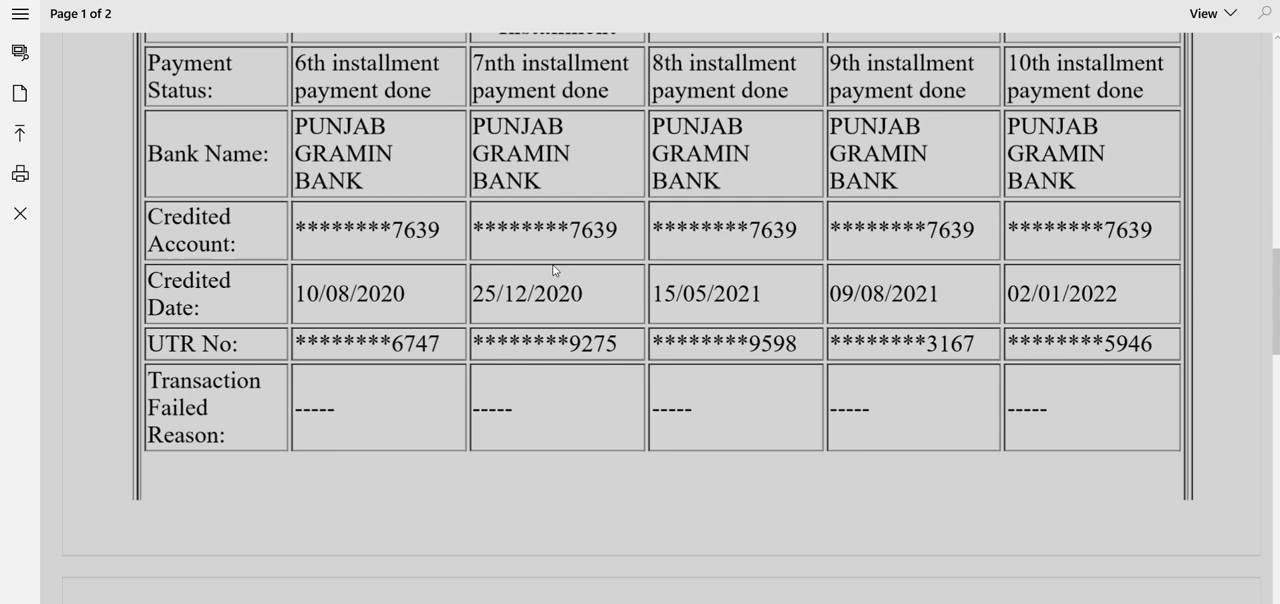 Page 1 of 2
View
Installment
Payment Status:
6th installment payment done
7nth installment payment done
8th installment payment done
9th installment payment done
10th installment payment done
Bank Name:
PUNJAB GRAMIN BANK
PUNJAB GRAMIN BANK
PUNJAB GRAMIN BANK
PUNJAB GRAMIN BANK
PUNJAB GRAMIN BANK
Credited Account:
********7639
********7639
********7639
********7639
********7639
Credited Date:
10/08/2020
25/12/2020
15/05/2021
09/08/2021
02/01/2022
UTR No:
********6747
********9275
********9598
********3167
********5946
Transaction Failed Reason:
-----
-----
-----
-----
-----